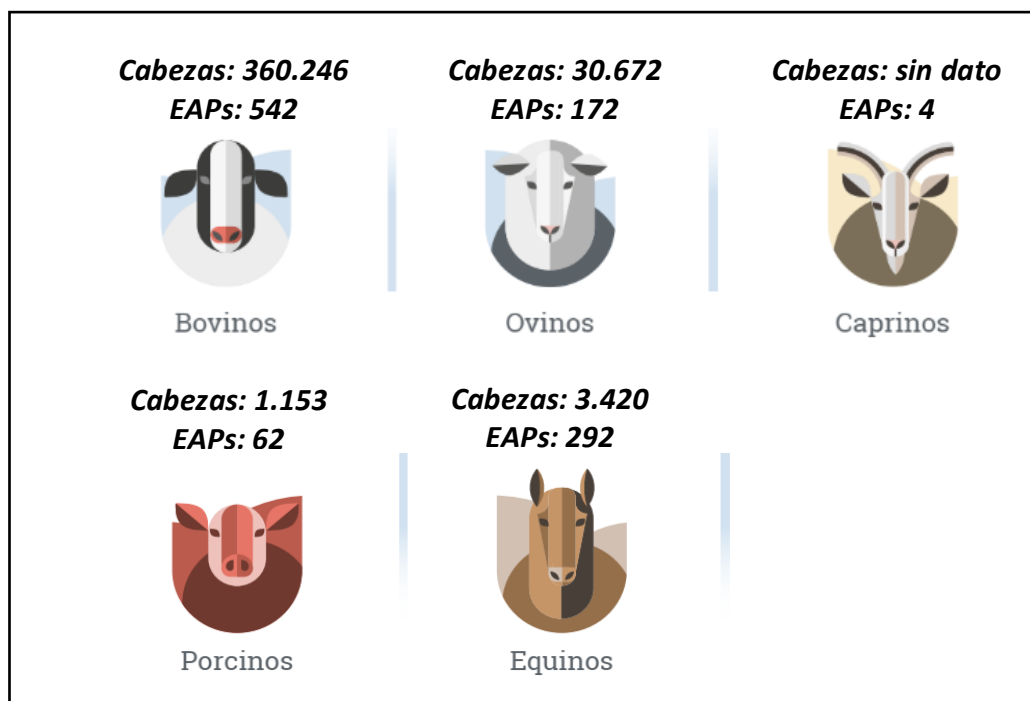 Cabezas: 360.246
EAPs: 542
Bovinos
Cabezas: 30.672
EAPs: 172
Ovinos
Cabezas: sin dato
EAPs: 4
Caprinos
Cabezas: 1.153
EAPs: 62
Porcinos
Cabezas: 3.420
EAPs: 292
Equinos